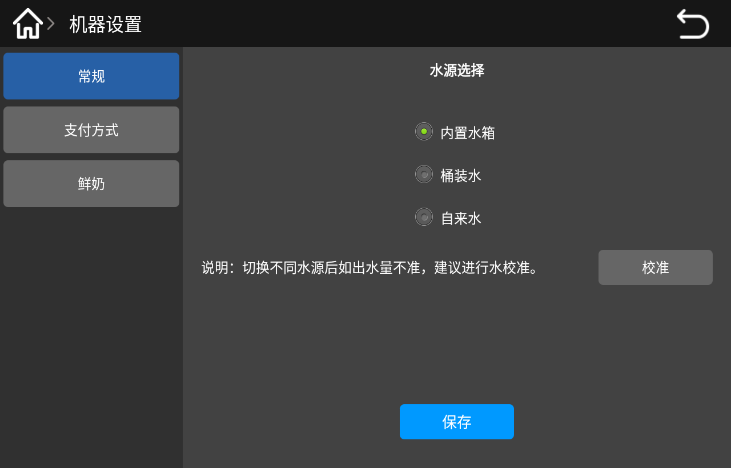 机器设置
常规
支付方式
鲜奶
水源选择
内置水箱
桶装水
自来水
说明：切换不同水源后如出水量不准，建议进行水校准。
校准
保存